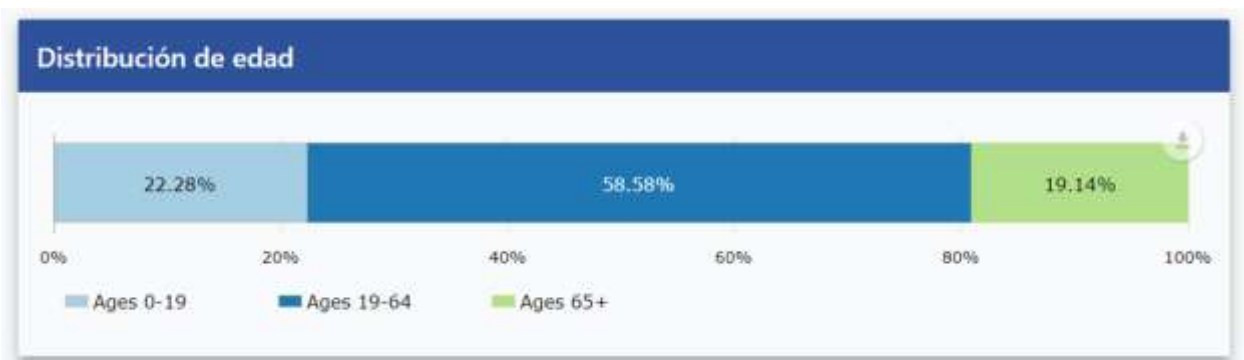 Distribución de edad
22.28% 58.58% 19.14%
0% 20% 40% 60% 80% 100%
Ages 0-19 Ages 19-64 Ages 65+